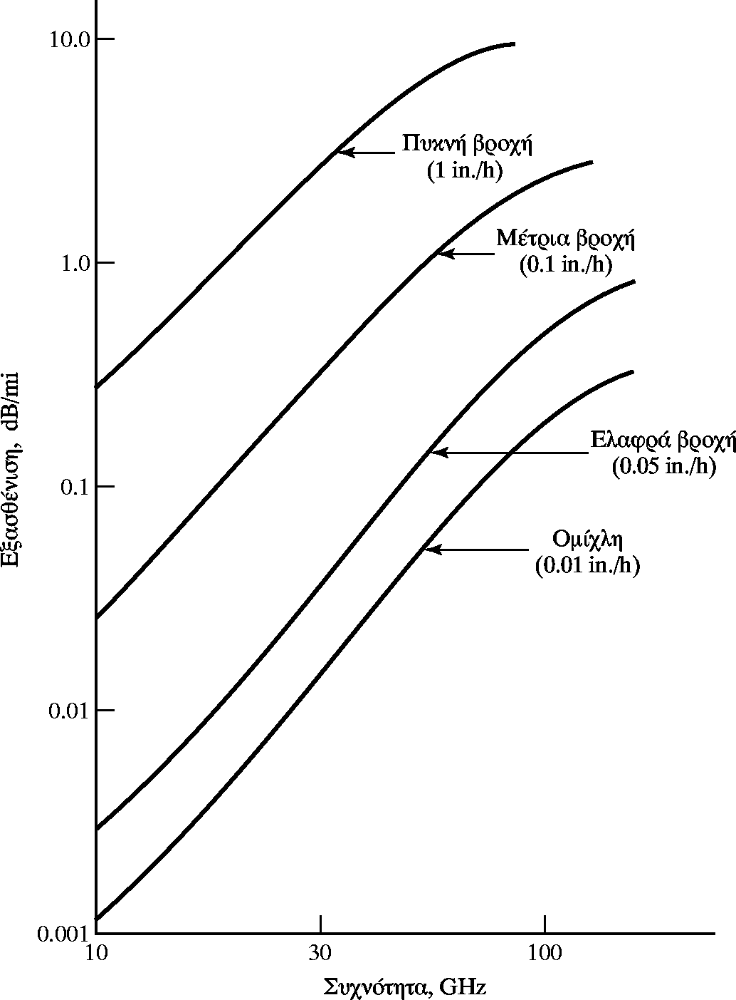 10.0
Πυκνή βροχή
(1 in./h)
Μέτρια βροχή
(0.1 in./h)
1.0
Εξασθένιση, dB/mi
Ελαφρά βροχή
(0.05 in./h)
0.1
Ομίχλη
(0.01 in./h)
0.01
0.001
10 30 100
Συχνότητα, GHz